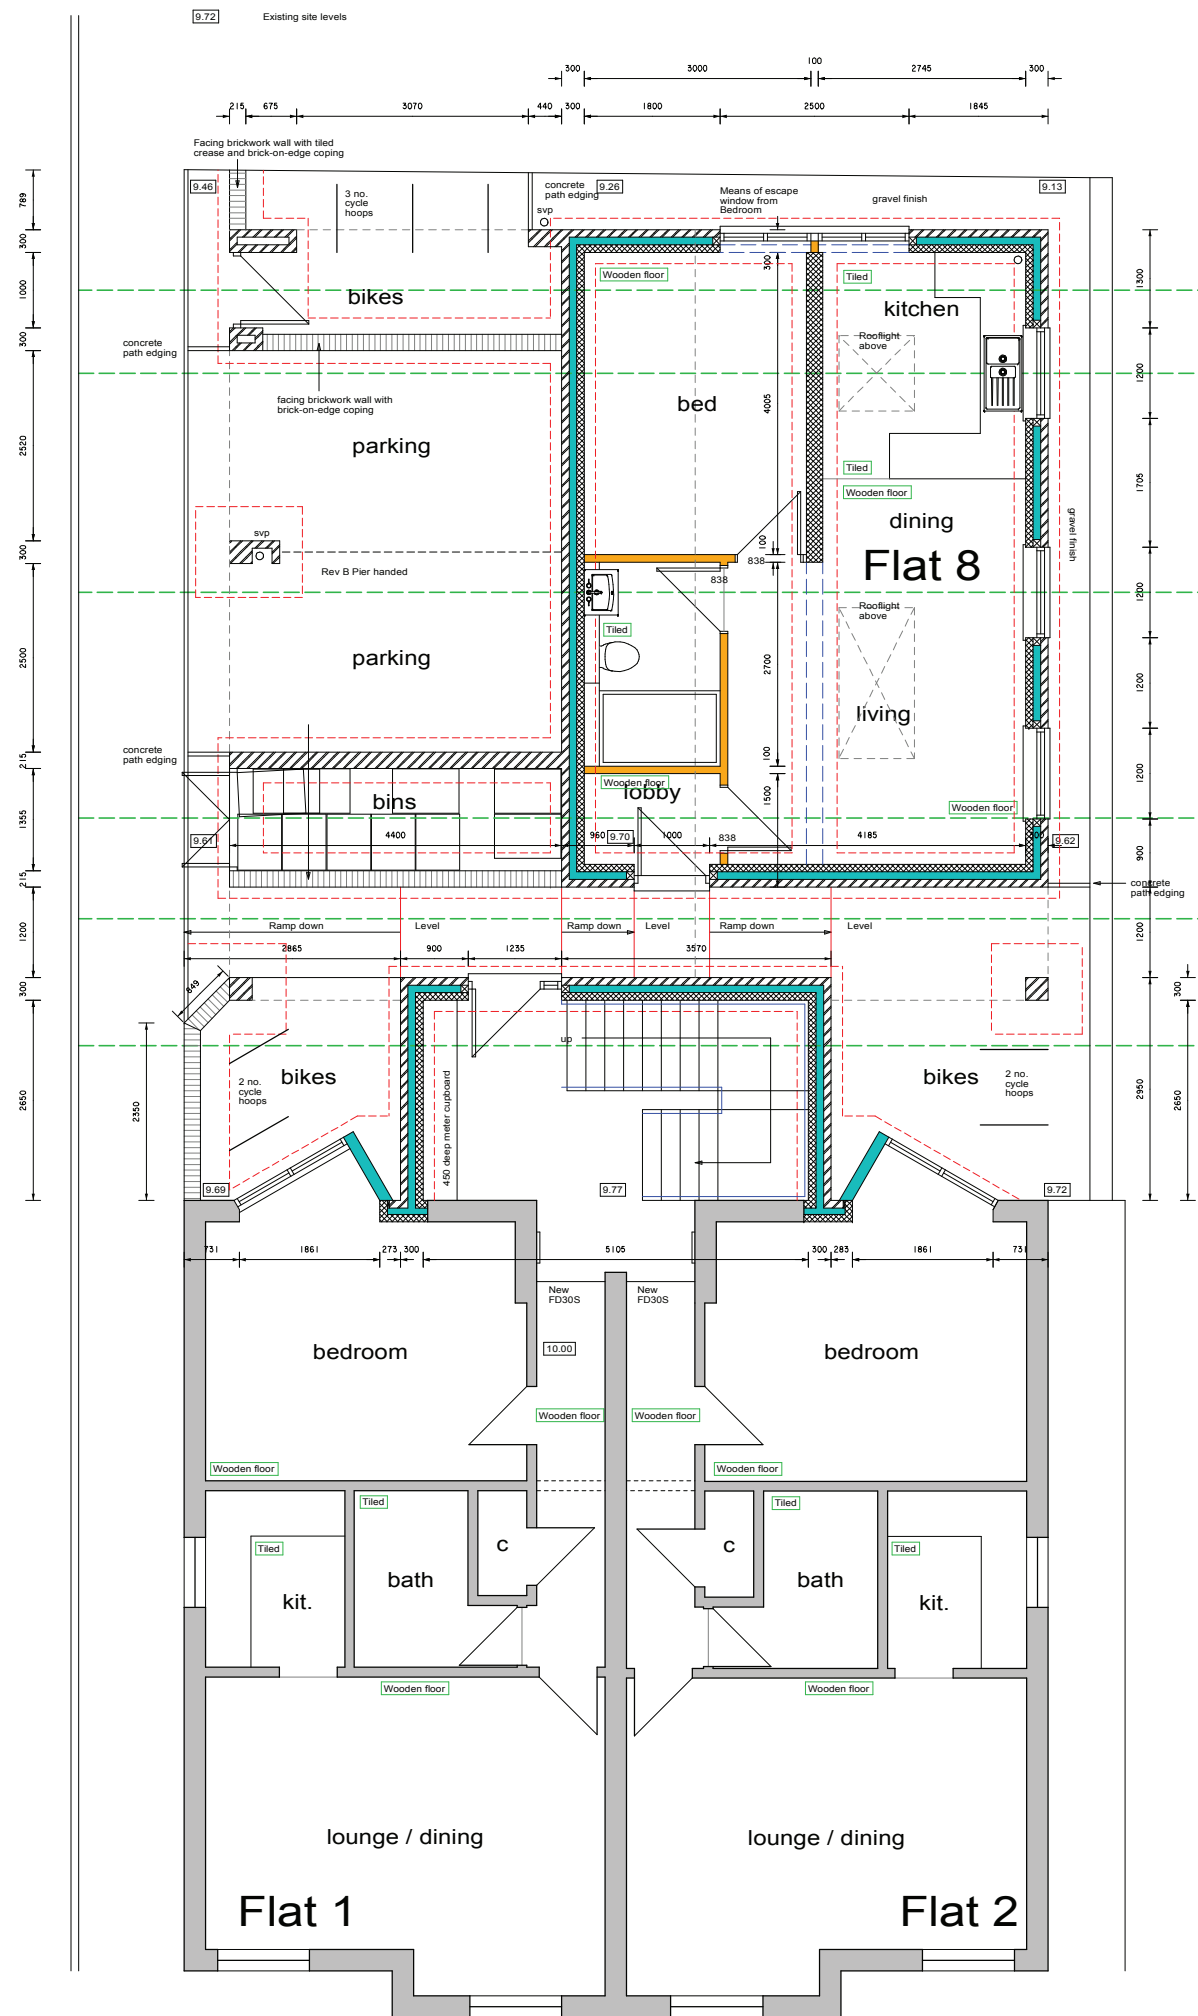 9.72 Existing site levels
100
300 3000 2745 300
215 675 3070 440 300 1800 2500 1845
Facing brickwork wall with tiled
crease and brick-on-edge coping
9.46
3 no.
cycle
hoops
concrete
path edging
9.26
svp
Means of escape
window from
Bedroom
gravel finish
9.13
789
300
1000
300
2520
300
2500
215
1355
215
1200
300
2650
Wooden floor
300
Tiled
kitchen
bikes
Rooflight
above
concrete
path edging
facing brickwork wall with
brick-on-edge coping
bed
4005
parking
Tiled
Wooden floor
dining
gravel finish
svp
Rev B Pier handed
100
838
838
Flat 8
Rooflight
above
Tiled
parking
2700
living
concrete
path edging
100
Wooden floor
lobby
1500
bins
Wooden floor
9.61
4400
960
9.70
1000
838
4185
300
9.62
concrete
path edging
1300
1200
1705
1200
1200
1200
900
1200
300
2950
2650
Ramp down
Level
Ramp down
Level
Ramp down
Level
2865 900 1235 3570
849
up
bikes
2 no.
cycle
hoops
2350
450 deep meter cupboard
bikes
2 no.
cycle
hoops
9.69
9.77
9.72
731 1861 273 300 5105 300 283 1861 731
New
FD30S
New
FD30S
10.00
bedroom
bedroom
Wooden floor
Wooden floor
Wooden floor
Wooden floor
Tiled
Tiled
Tiled
Tiled
c
c
bath
bath
kit.
kit.
Wooden floor
Wooden floor
lounge / dining
lounge / dining
Flat 1
Flat 2